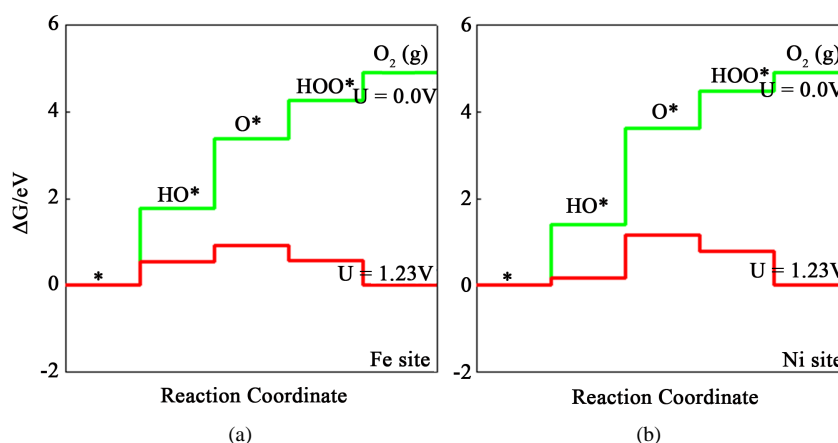 6
4
2
0
-2
ΔG/eV
*
HO*
O*
HOO*
O2 (g)
U = 0.0V
U = 1.23V
Fe site
Reaction Coordinate
(a)
6
4
2
0
-2
*
HO*
O*
HOO*
O2 (g)
U = 0.0V
U = 1.23V
Ni site
Reaction Coordinate
(b)